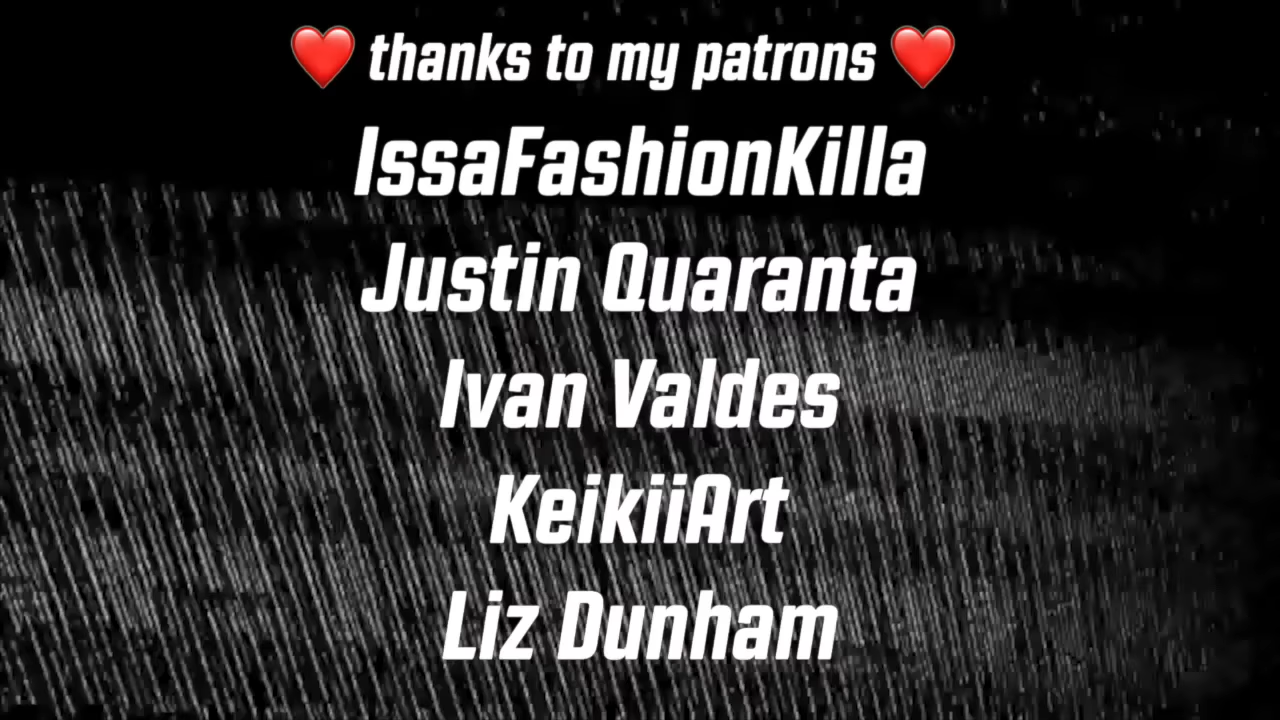 ❤️ thanks to my patrons ❤️
IssaFashionKilla
Justin Quaranta
Ivan Valdes
KeikiiArt
Liz Dunham